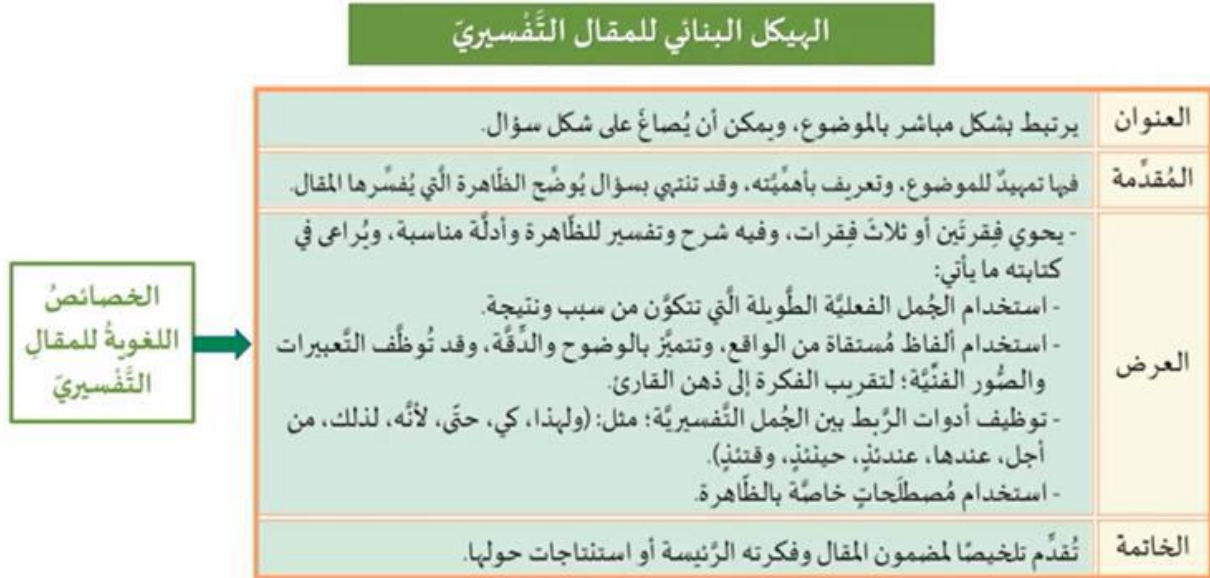 الهيكل البنائي للمقال التَّفْسيريّ
العنوان
يرتبط بشكل مباشر بالموضوع، ويمكن أن يُصاغَ على شكل سؤال.
المُقدَّمة
فيها تمهيدٌ للموضوع، وتعريف بأهمِّيَّته، وقد تنتهي بسؤال يُوضِّح الظّاهرة الَّتي يُفسِّرها المقال.
العرض
- يحوي فِقرتَين أو ثلاثَ فِقرات، وفيه شرح وتفسير للظّاهرة وأدلَّة مناسبة، ويُراعى في
كتابته ما يأتي:
- استخدام الجُمل الفعليَّة الطَّويلة الَّتي تتكوَّن من سبب ونتيجة.
- استخدام ألفاظ مُستقاة من الواقع، وتتميَّز بالوضوح والدِّقَّة، وقد تُوظَّف التَّعبيرات
والصُّور الفنِّيَّة؛ لتقريب الفكرة إلى ذهن القارئ.
- توظيف أدوات الرَّبط بين الجُمل التَّفسيريَّة؛ مثل: (ولهذا، كي، حتّى، لأنَّه، لذلك، من
أجل، عندها، عندئذٍ، حينئذٍ، وقتئذٍ).
- استخدام مُصطلَحاتٍ خاصَّة بالظّاهرة.
الخاتمة
تُقدِّم تلخيصًا لمضمون المقال وفكرته الرَّئيسة أو استنتاجات حولها.
الخصائصُ
اللغويةُ للمقالِ
التَّفْسيريّ